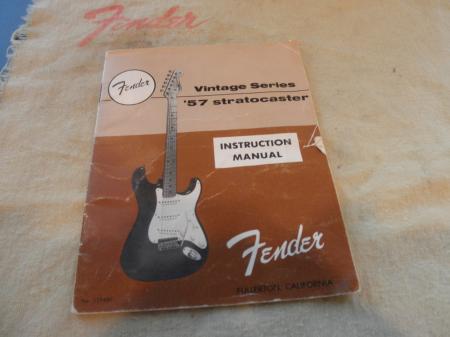 Fender
Fender
Vintage Series
'57 stratocaster
INSTRUCTION
MANUAL
Fender
FULLERTON, CALIFORNIA